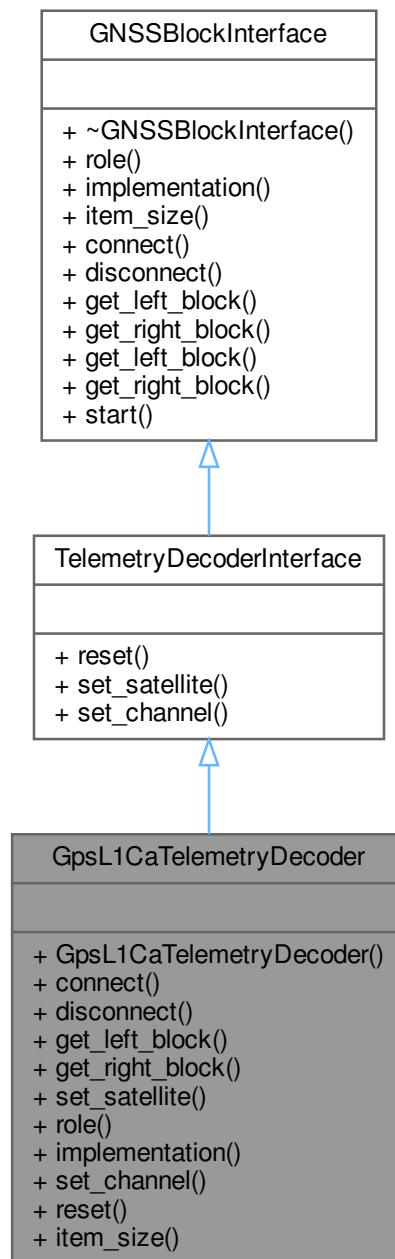 GNSSBlockInterface
+ ~GNSSBlockInterface()
+ role()
+ implementation()
+ item_size()
+ connect()
+ disconnect()
+ get_left_block()
+ get_right_block()
+ get_left_block()
+ get_right_block()
+ start()
TelemetryDecoderInterface
+ reset()
+ set_satellite()
+ set_channel()
GpsL1CaTelemetryDecoder
+ GpsL1CaTelemetryDecoder()
+ connect()
+ disconnect()
+ get_left_block()
+ get_right_block()
+ set_satellite()
+ role()
+ implementation()
+ set_channel()
+ reset()
+ item_size()